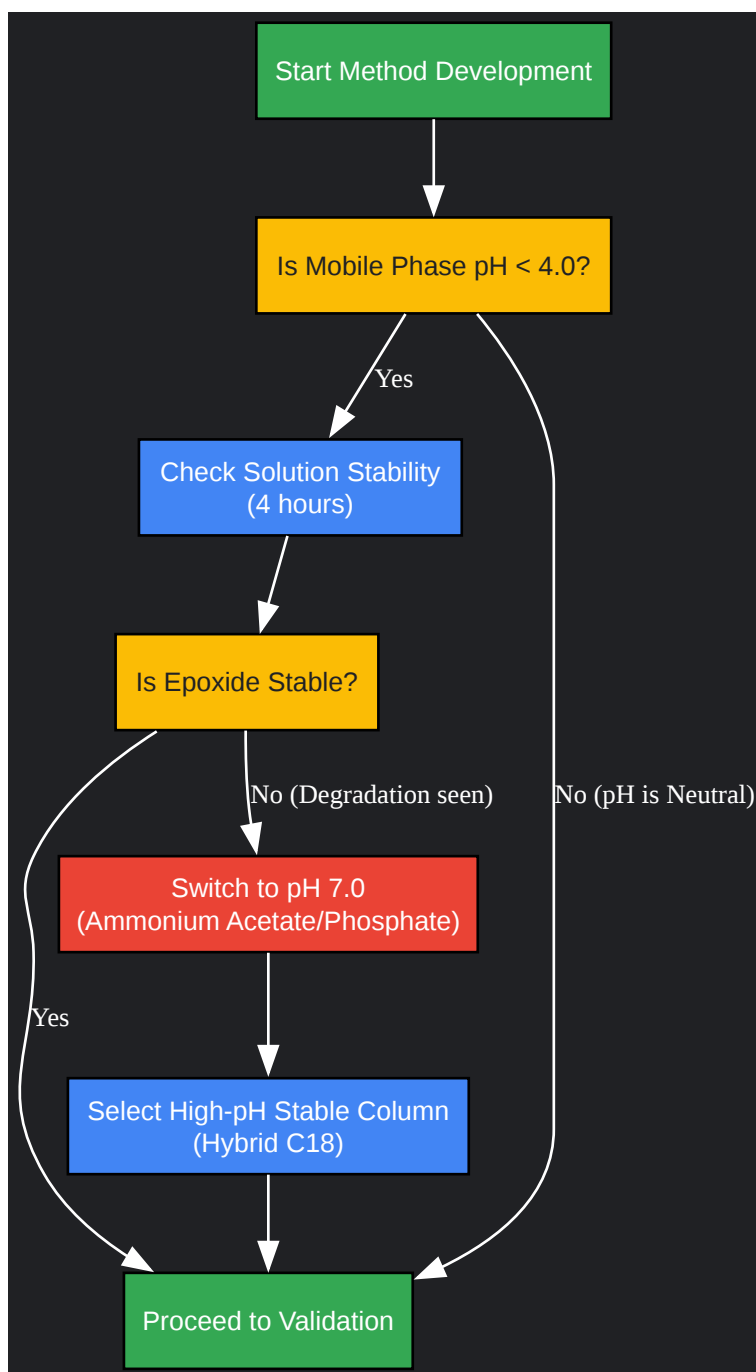 Start Method Development
Is Mobile Phase pH < 4.0?
Yes
Check Solution Stability
(4 hours)
Is Epoxide Stable?
No (Degradation seen)
No (pH is Neutral)
Switch to pH 7.0
(Ammonium Acetate/Phosphate)
Yes
Select High-pH Stable Column
(Hybrid C18)
Proceed to Validation